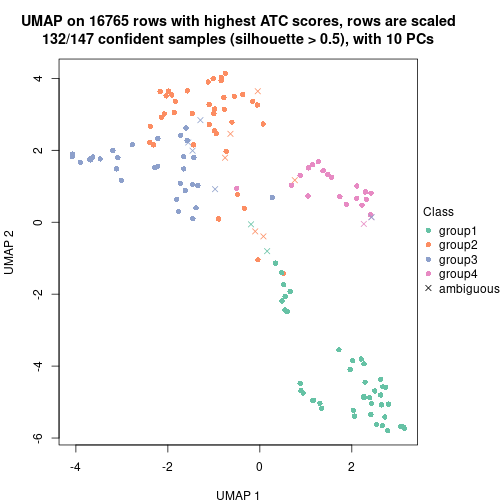 UMAP on 16765 rows with highest ATC scores, rows are scaled
132/147 confident samples (silhouette > 0.5), with 10 PCs
4
2
0
-2
-4
-6
UMAP 2
-4
-2
0
2
UMAP 1
Class
group1
group2
group3
group4
ambiguous